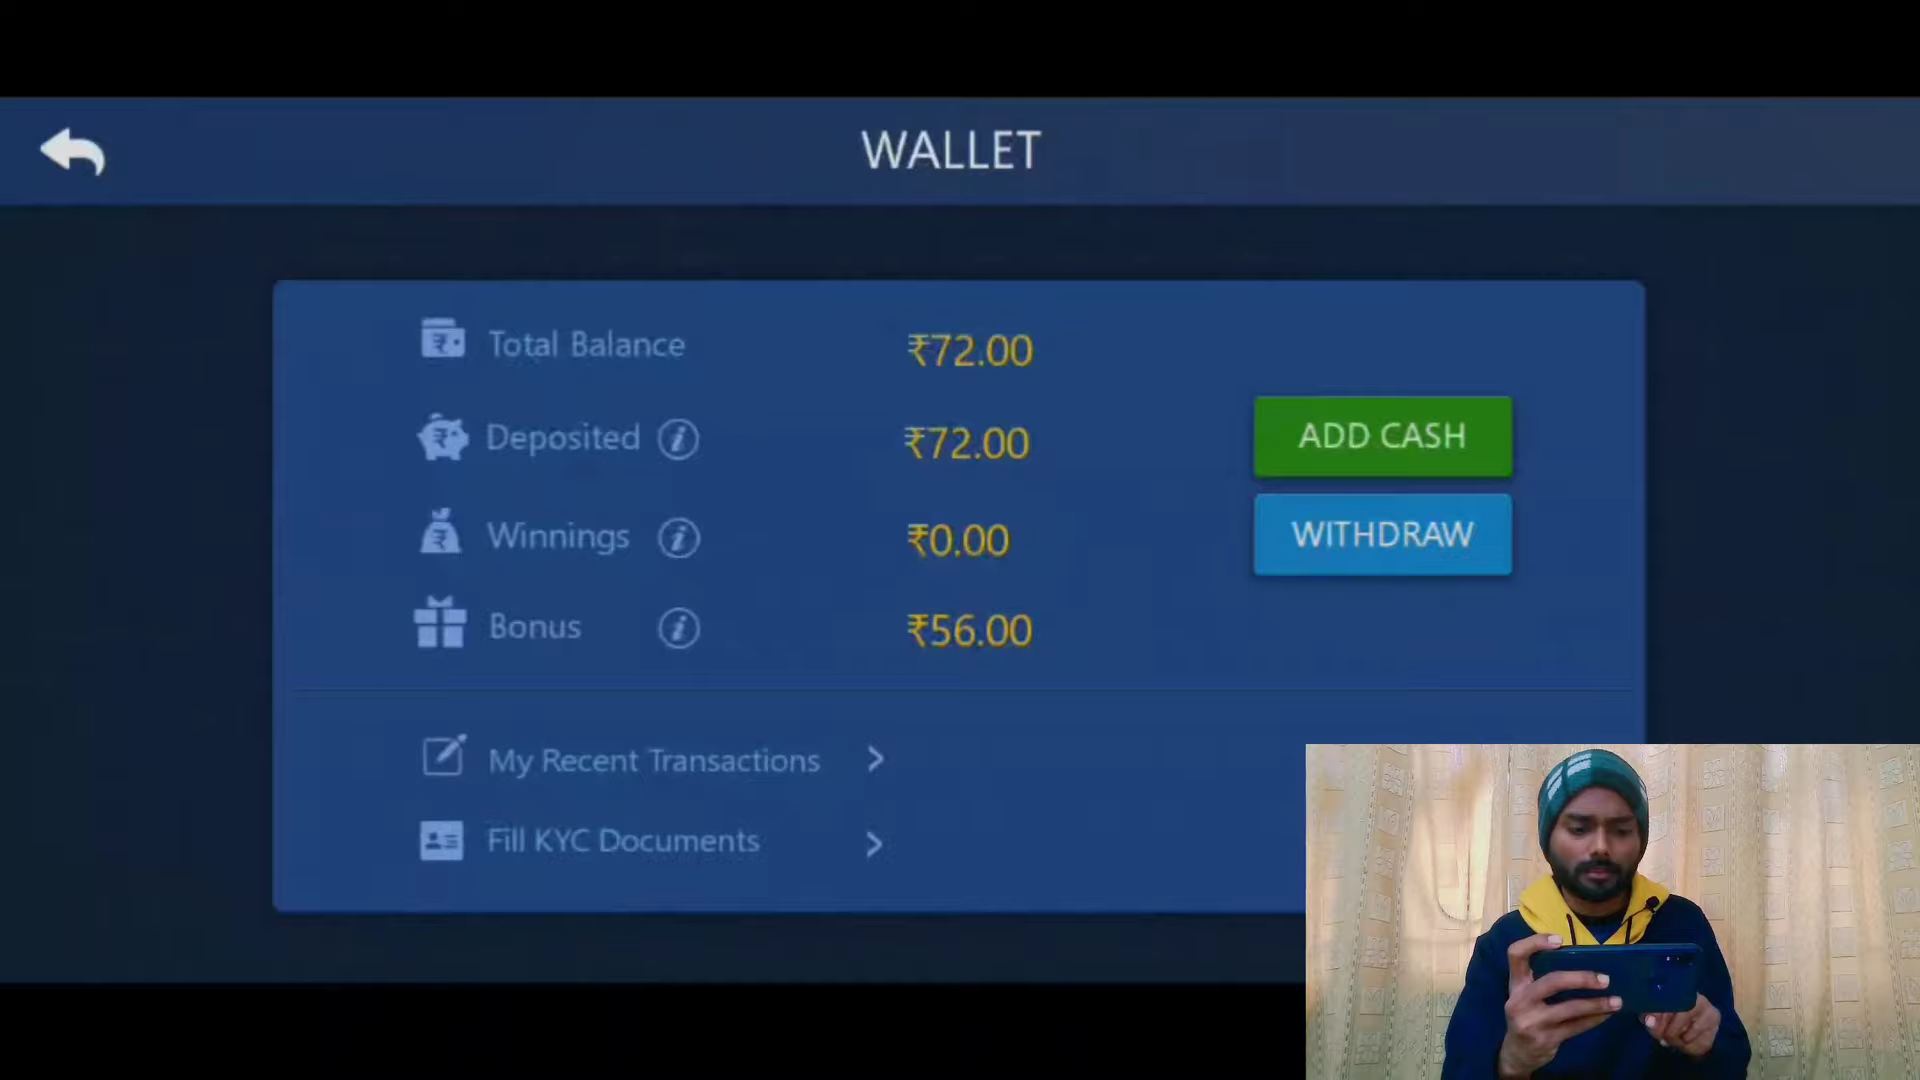 WALLET
Total Balance ₹72.00
Deposited ₹72.00
ADD CASH
Winnings ₹0.00
WITHDRAW
Bonus ₹56.00
My Recent Transactions
Fill KYC Documents